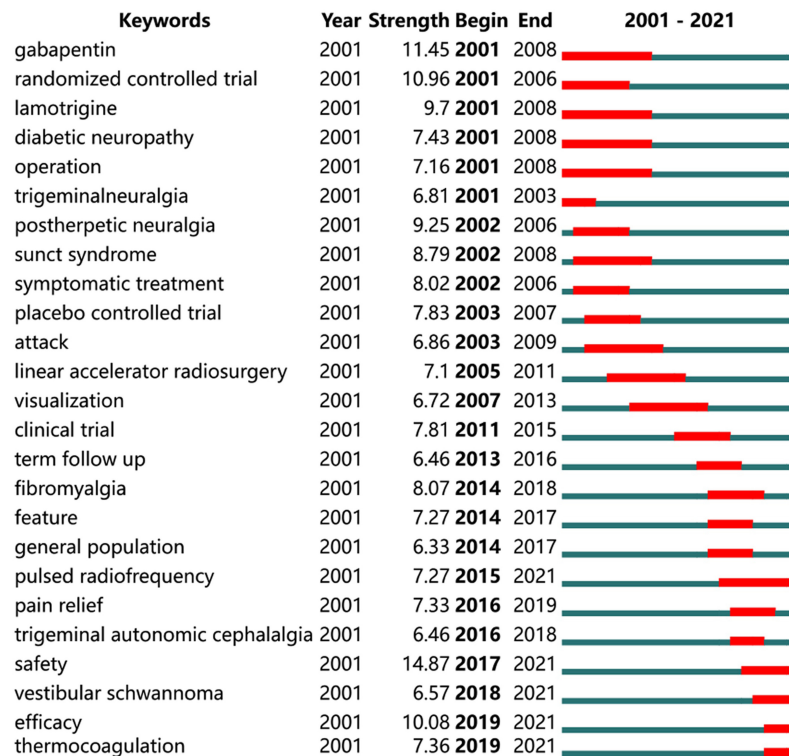 Keywords Year Strength Begin End 2001 - 2021
gabapentin 2001 11.45 2001 2008
randomized controlled trial 2001 10.96 2001 2006
lamotrigine 2001 9.7 2001 2008
diabetic neuropathy 2001 7.43 2001 2008
operation 2001 7.16 2001 2008
trigeminalneuralgia 2001 6.81 2001 2003
postherpetic neuralgia 2001 9.25 2002 2006
sunct syndrome 2001 8.79 2002 2008
symptomatic treatment 2001 8.02 2002 2006
placebo controlled trial 2001 7.83 2003 2007
attack 2001 6.86 2003 2009
linear accelerator radiosurgery 2001 7.1 2005 2011
visualization 2001 6.72 2007 2013
clinical trial 2001 7.81 2011 2015
term follow up 2001 6.46 2013 2016
fibromyalgia 2001 8.07 2014 2018
feature 2001 7.27 2014 2017
general population 2001 6.33 2014 2017
pulsed radiofrequency 2001 7.27 2015 2021
pain relief 2001 7.33 2016 2019
trigeminal autonomic cephalalgia 2001 6.46 2016 2018
safety 2001 14.87 2017 2021
vestibular schwannoma 2001 6.57 2018 2021
efficacy 2001 10.08 2019 2021
thermocoagulation 2001 7.36 2019 2021